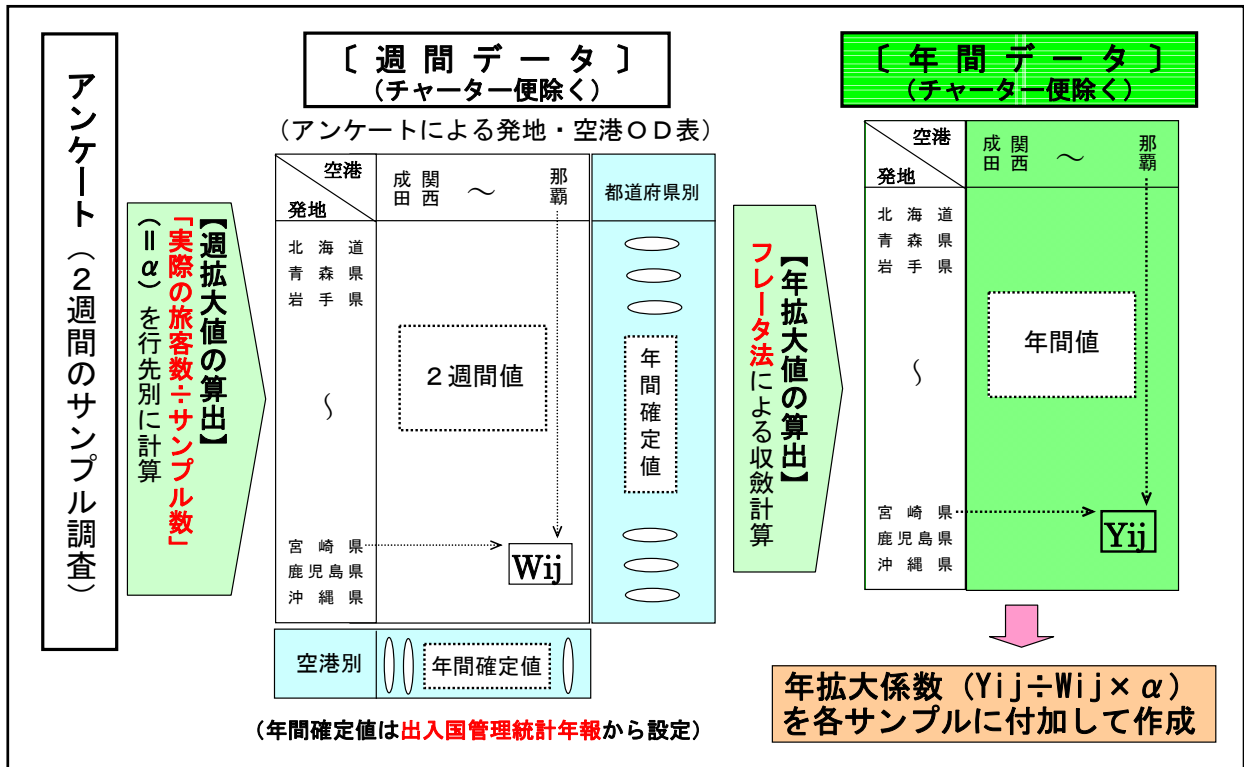 アンケート（２週間のサンプル調査）
【週拡大値の算出】
「実際の旅客数÷サンプル数」
（＝α）を行先別に計算
〔週間データ〕
（チャーター便除く）
（アンケートによる発地・空港ＯＤ表）
空港
発地
成田
関西
～
那覇
都道府県別
北海道
青森県
岩手県
～
宮崎県
鹿児島県
沖縄県
２週間値
Wij
年間確定値
空港別
年間確定値
（年間確定値は出入国管理統計年報から設定）
【年拡大値の算出】
フレータ法による収斂計算
〔年間データ〕
（チャーター便除く）
空港
発地
成田
関西
～
那覇
北海道
青森県
岩手県
～
宮崎県
鹿児島県
沖縄県
年間値
Yij
年拡大係数（Yij÷Wij×α）
を各サンプルに付加して作成